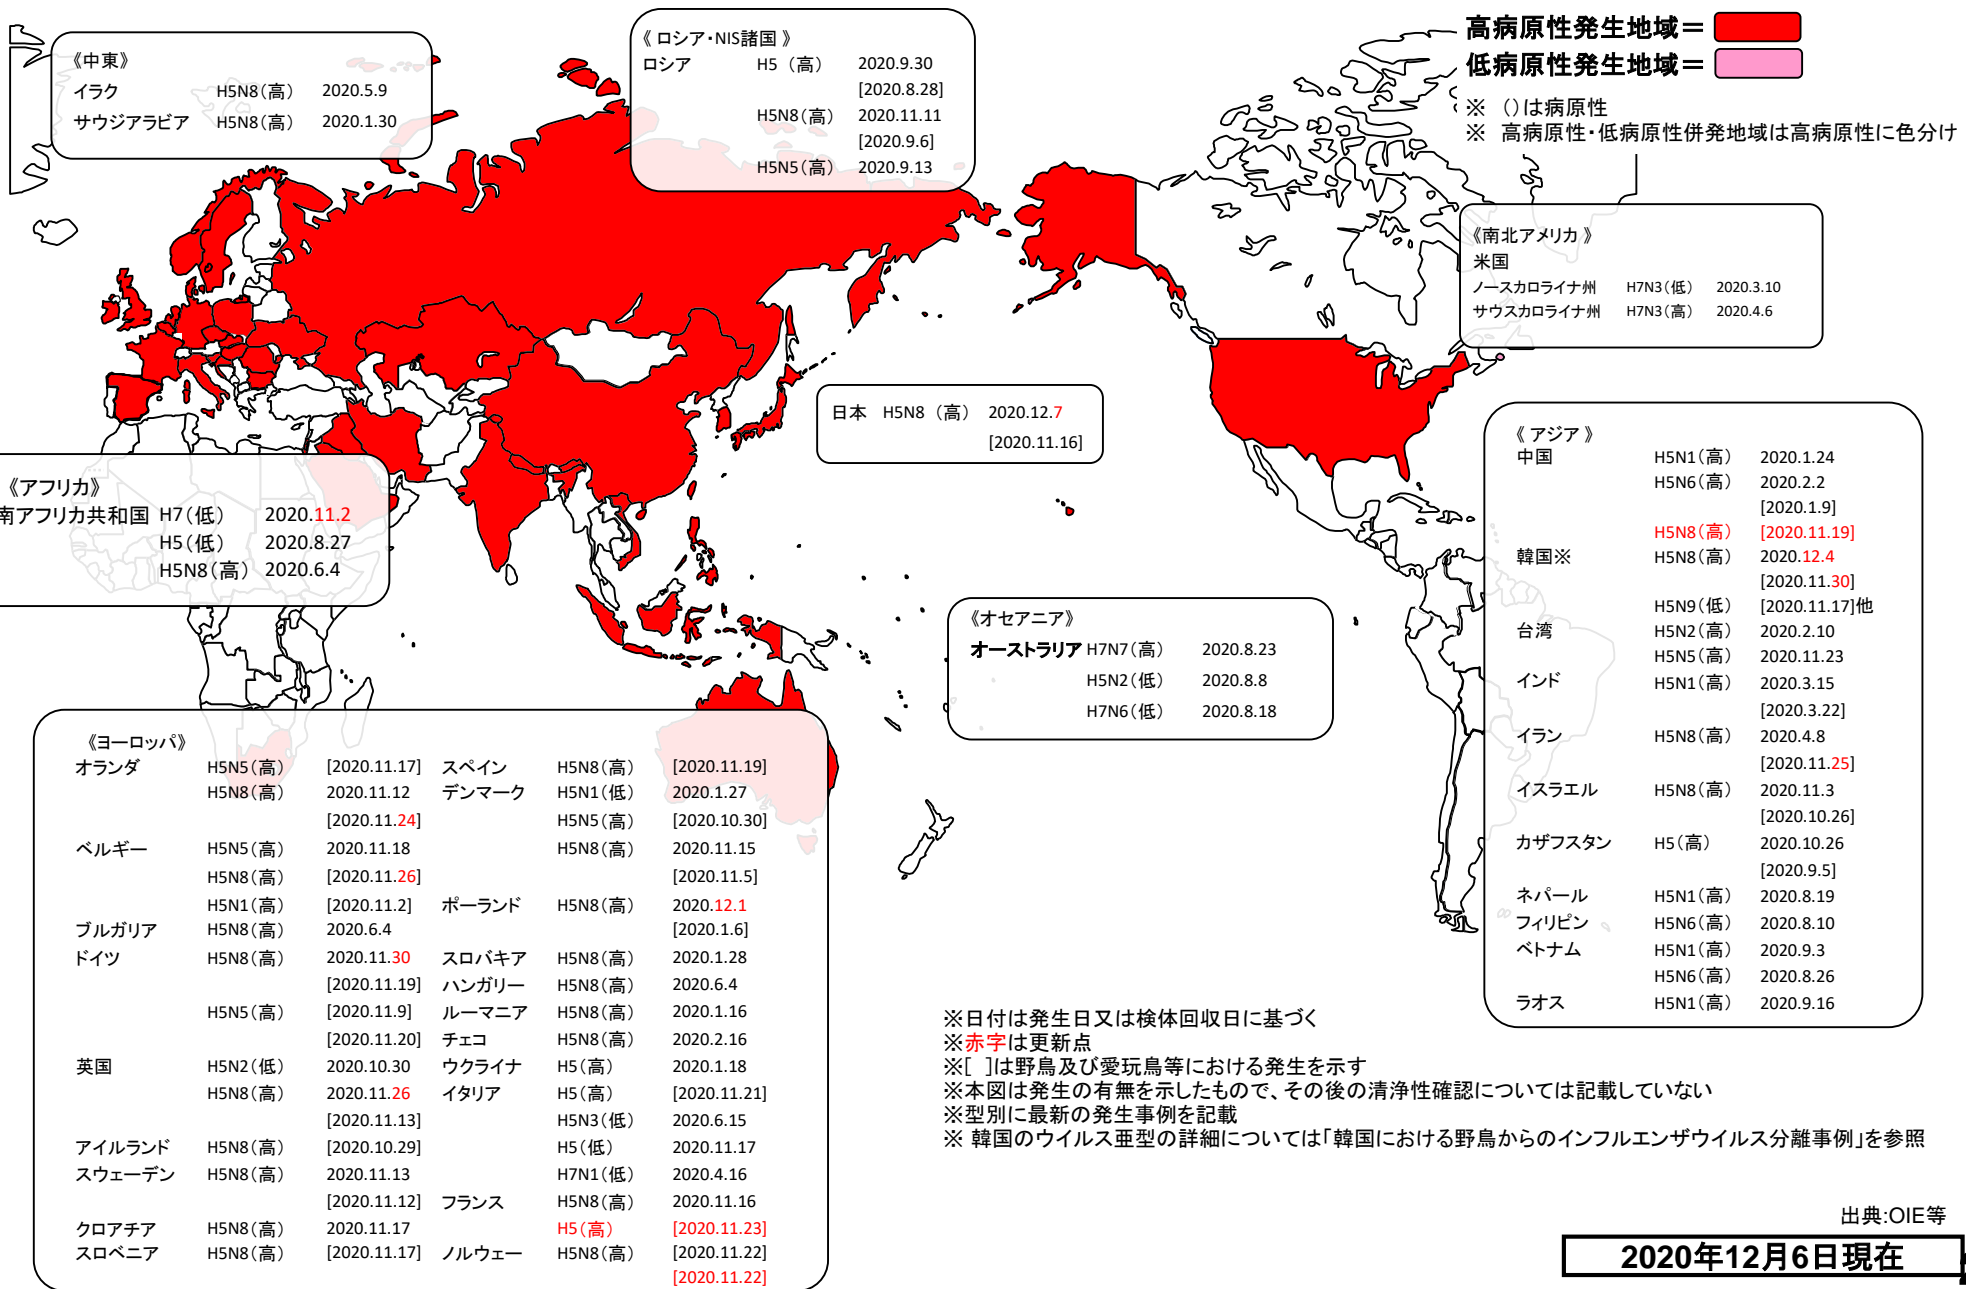 高病原性発生地域＝
低病原性発生地域＝
※ （）は病原性
※ 高病原性・低病原性併発地域は高病原性に色分け
《中東》
イラク H5N8（高） 2020.5.9
サウジアラビア H5N8（高） 2020.1.30
《 ロシア・NIS諸国 》
ロシア H5 （高） 2020.9.30
[2020.8.28]
H5N8（高） 2020.11.11
[2020.9.6]
H5N5（高） 2020.9.13
《南北アメリカ 》
米国
ノースカロライナ州 H7N3（低） 2020.3.10
サウスカロライナ州 H7N3（高） 2020.4.6
日本 H5N8 （高） 2020.12.7
[2020.11.16]
《アフリカ》
南アフリカ共和国 H7（低） 2020.11.2
H5（低） 2020.8.27
H5N8（高） 2020.6.4
《オセアニア》
オーストラリア H7N7（高） 2020.8.23
H5N2（低） 2020.8.8
H7N6（低） 2020.8.18
《 アジア 》
中国 H5N1（高） 2020.1.24
H5N6（高） 2020.2.2
[2020.1.9]
H5N8（高） [2020.11.19]
韓国※ H5N8（高） 2020.12.4
[2020.11.30]
H5N9（低） [2020.11.17]他
台湾 H5N2（高） 2020.2.10
H5N5（高） 2020.11.23
インド H5N1（高） 2020.3.15
[2020.3.22]
イラン H5N8（高） 2020.4.8
[2020.11.25]
イスラエル H5N8（高） 2020.11.3
[2020.10.26]
カザフスタン H5（高） 2020.10.26
[2020.9.5]
ネパール H5N1（高） 2020.8.19
フィリピン H5N6（高） 2020.8.10
ベトナム H5N1（高） 2020.9.3
H5N6（高） 2020.8.26
ラオス H5N1（高） 2020.9.16
《ヨーロッパ》
オランダ H5N5（高） [2020.11.17] スペイン H5N8（高） [2020.11.19]
H5N8（高） 2020.11.12 デンマーク H5N1（低） 2020.1.27
[2020.11.24] H5N5（高） [2020.10.30]
ベルギー H5N5（高） 2020.11.18 H5N8（高） 2020.11.15
H5N8（高） [2020.11.26] [2020.11.5]
H5N1（高） [2020.11.2] ポーランド H5N8（高） 2020.12.1
ブルガリア H5N8（高） 2020.6.4 [2020.1.6]
ドイツ H5N8（高） 2020.11.30 スロバキア H5N8（高） 2020.1.28
[2020.11.19] ハンガリー H5N8（高） 2020.6.4
H5N5（高） [2020.11.9] ルーマニア H5N8（高） 2020.1.16
[2020.11.20] チェコ H5N8（高） 2020.2.16
英国 H5N2（低） 2020.10.30 ウクライナ H5（高） 2020.1.18
H5N8（高） 2020.11.26 イタリア H5（高） [2020.11.21]
[2020.11.13] H5N3（低） 2020.6.15
アイルランド H5N8（高） [2020.10.29] H5（低） 2020.11.17
スウェーデン H5N8（高） 2020.11.13 H7N1（低） 2020.4.16
[2020.11.12] フランス H5N8（高） 2020.11.16
クロアチア H5N8（高） 2020.11.17 H5（高） [2020.11.23]
スロベニア H5N8（高） [2020.11.17] ノルウェー H5N8（高） [2020.11.22]
[2020.11.22]
※日付は発生日又は検体回収日に基づく
※赤字は更新点
※[ ]は野鳥及び愛玩鳥等における発生を示す
※本図は発生の有無を示したもので、その後の清浄性確認については記載していない
※型別に最新の発生事例を記載
※ 韓国のウイルス亜型の詳細については「韓国における野鳥からのインフルエンザウイルス分離事例」を参照
出典:OIE等
2020年12月6日現在